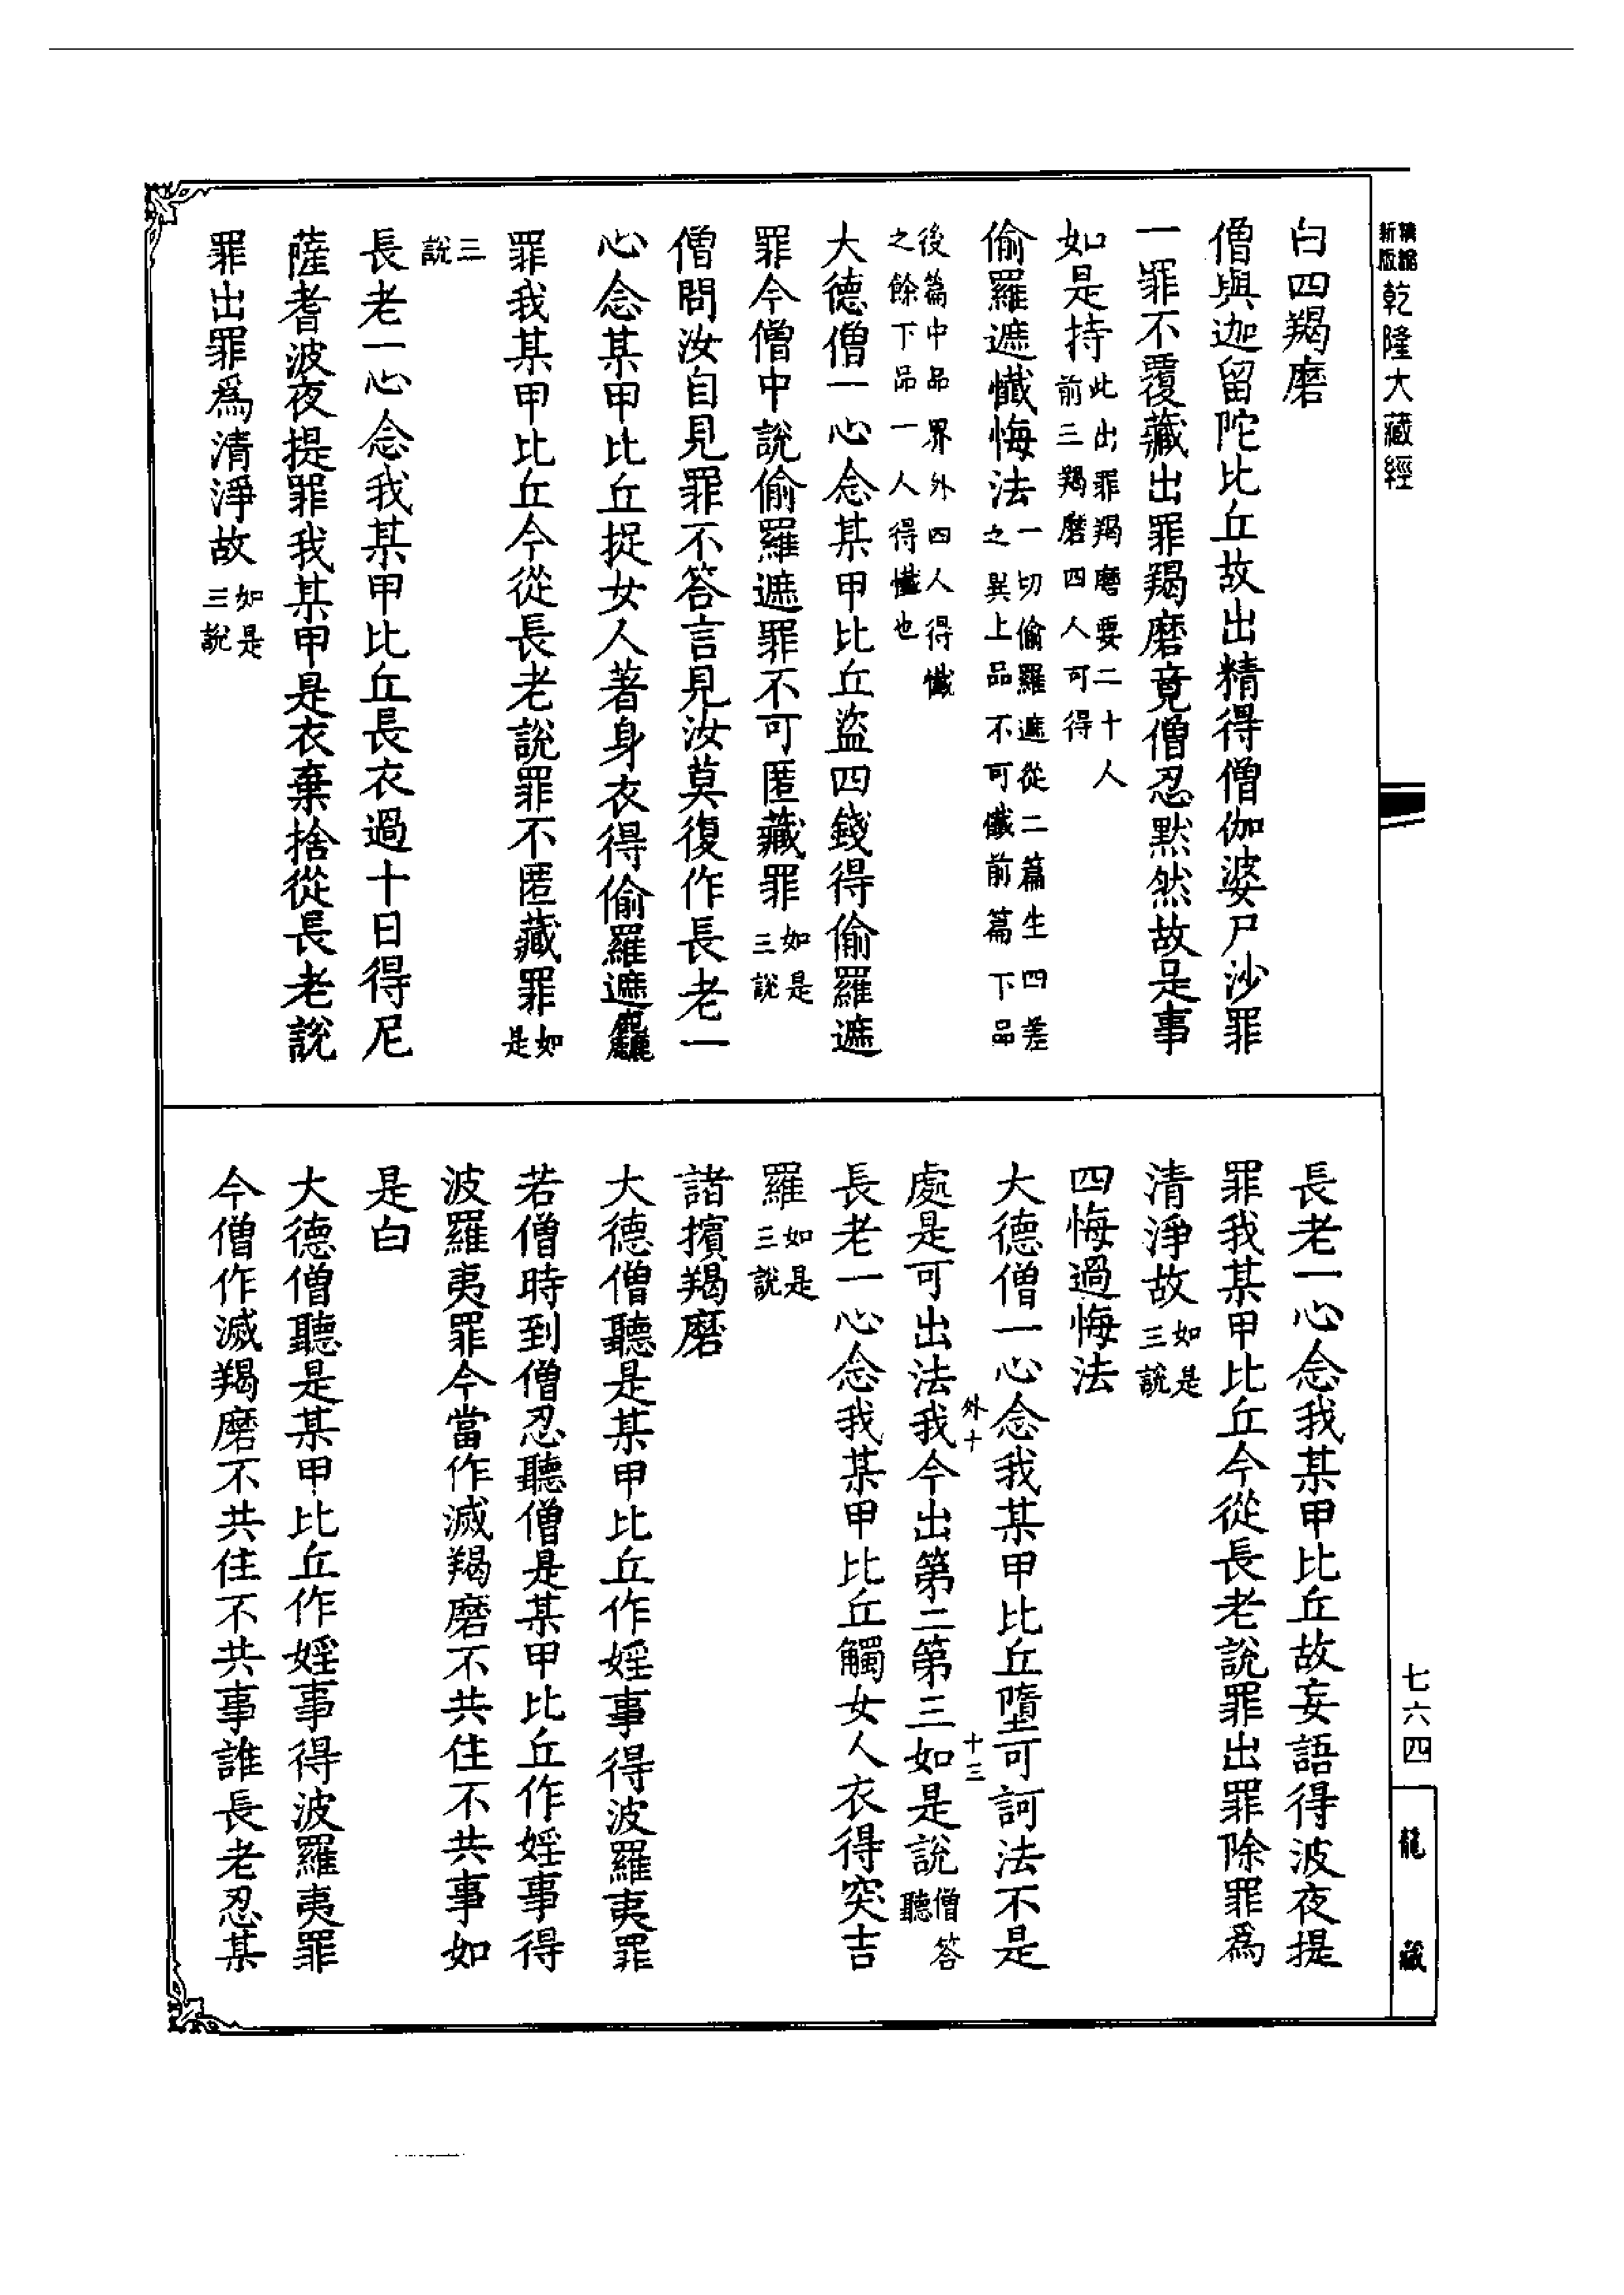 乾隆大藏經
白四羯磨
僧與迦留陀比丘故出精得僧伽婆尸沙罪
一罪不覆藏出罪羯磨竟僧忍默然故是事
如是持此出罪羯磨要二十人前三羯磨四人可得
偷羅遮懺悔法一切偷羅遮從二篇生四差之異上品不可懺前篇下品
後篇中品界外四人得懺之餘下品一人得懺也
大德僧一心念某甲比丘盜四錢得偷羅遮
罪今僧中說偷羅遮罪不可匿藏罪如是三說
僧問汝自見罪不答言見汝莫復作長老一
心念某甲比丘捉女人著身衣得偷羅遮麤
罪我某甲比丘今從長老說罪不匿藏罪如是
三說
長老一心念我某甲比丘長衣過十日得尼
薩耆波夜提罪我某甲是衣棄捨從長老說
罪出罪爲清淨故如是三說
長老一心念我某甲比丘故妄語得波夜提
罪我某甲比丘今從長老說罪出罪除罪爲
清淨故如是三說
四悔過悔法
大德僧一心念我某甲比丘墮可訶法不是
外十
十三
處是可出法我今出第二第三如是說僧答聽
長老一心念我某甲比丘觸女人衣得突吉
羅如是三說
諸擯羯磨
大德僧聽是某甲比丘作婬事得波羅夷罪
若僧時到僧忍聽僧是某甲比丘作婬事得
波羅夷罪今當作滅羯磨不共住不共事如
是白
大德僧聽是某甲比丘作婬事得波羅夷罪
今僧作滅羯磨不共住不共事誰長老忍某
七六四
龍藏